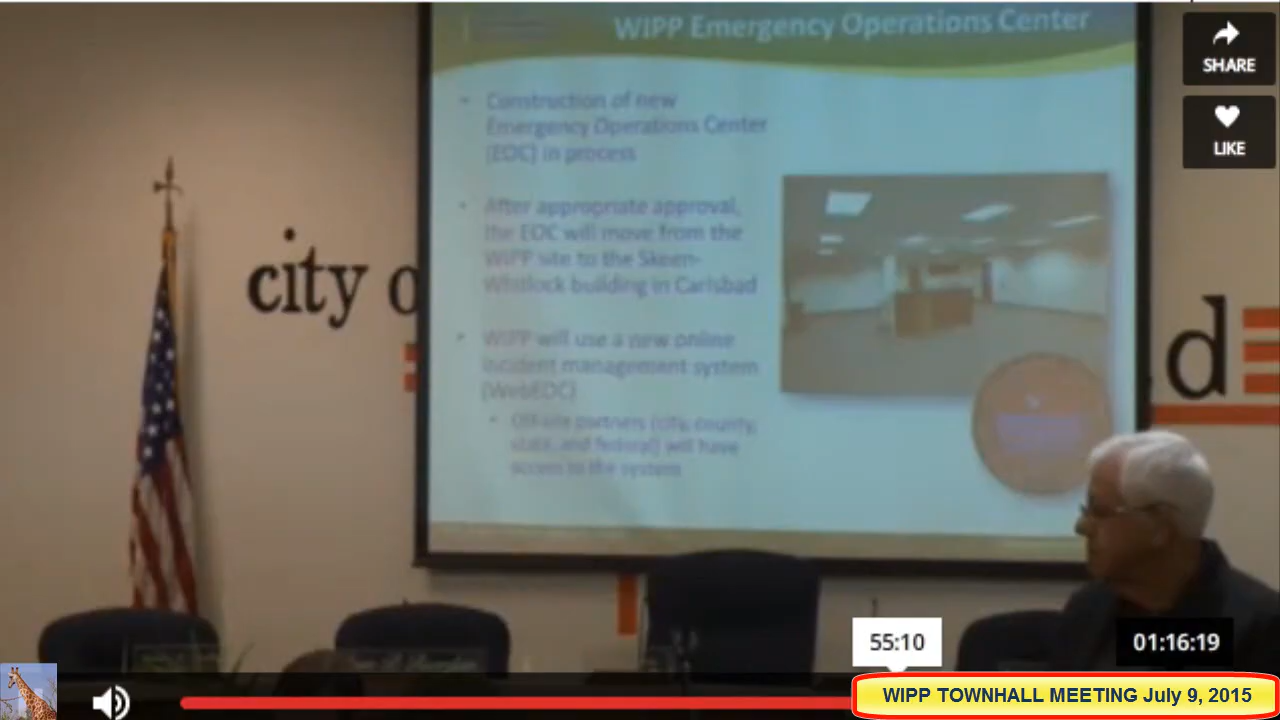 WIPP Emergency Operations Center
SHARE
LIKE
• Construction of new
Emergency Operations Center
(EOC) in process
• After appropriate approval,
the EOC will move from the
WIPP site to the Skeen-
Whitlock building in Carlsbad
• WIPP will use a new online
incident management system
(WebEOC)
• Off-site partners (city, county,
state, and federal) will have
access to the system
city o
d
55:10
01:16:19
WIPP TOWNHALL MEETING July 9, 2015